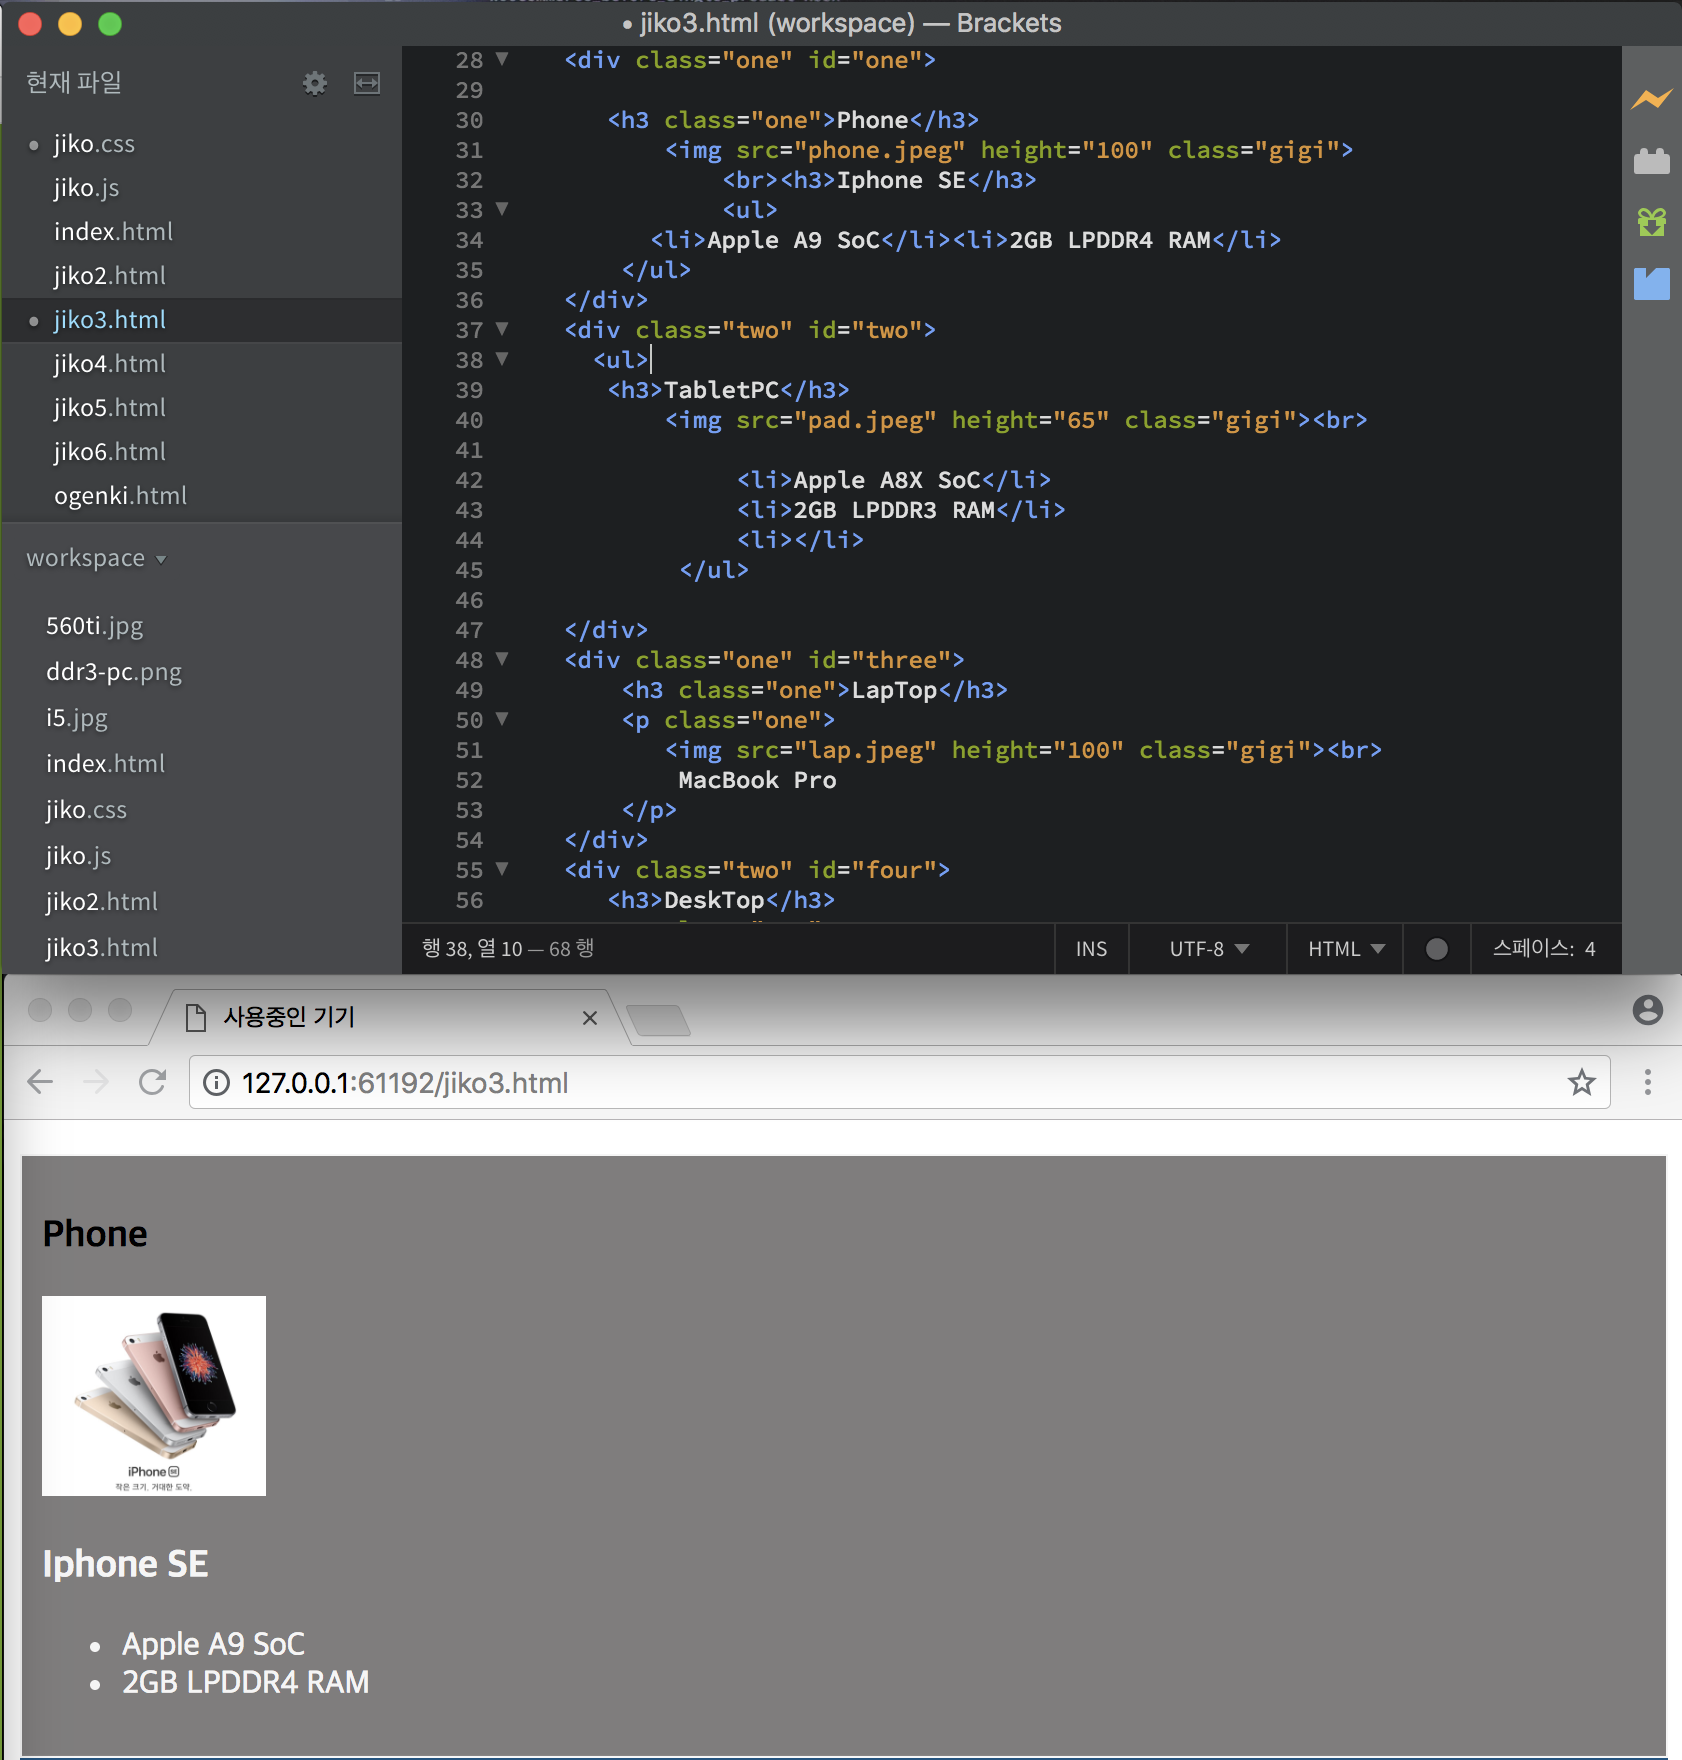 • jiko3.html (workspace) — Brackets
현재 파일
• jiko.css
jiko.js
index.html
jiko2.html
• jiko3.html
jiko4.html
jiko5.html
jiko6.html
ogenki.html
workspace
560ti.jpg
ddr3-pc.png
i5.jpg
index.html
jiko.css
jiko.js
jiko2.html
jiko3.html
28 <div class="one" id="one">
29
30 <h3 class="one">Phone</h3>
31 <img src="phone.jpeg" height="100" class="gigi">
32 <br><h3>Iphone SE</h3>
33 <ul>
34 <li>Apple A9 SoC</li><li>2GB LPDDR4 RAM</li>
35 </ul>
36 </div>
37 <div class="two" id="two">
38 <ul>
39 <h3>TabletPC</h3>
40 <img src="pad.jpeg" height="65" class="gigi"><br>
41
42 <li>Apple A8X SoC</li>
43 <li>2GB LPDDR3 RAM</li>
44 <li></li>
45 </ul>
46
47 </div>
48 <div class="one" id="three">
49 <h3 class="one">LapTop</h3>
50 <p class="one">
51 <img src="lap.jpeg" height="100" class="gigi"><br>
52 MacBook Pro
53 </p>
54 </div>
55 <div class="two" id="four">
56 <h3>DeskTop</h3>
행 38, 열 10 — 68 행
INS
UTF-8
HTML
스페이스: 4
사용중인 기기
127.0.0.1:61192/jiko3.html
Phone
iPhone SE
작은 크기. 거대한 도약.
Iphone SE
• Apple A9 SoC
• 2GB LPDDR4 RAM